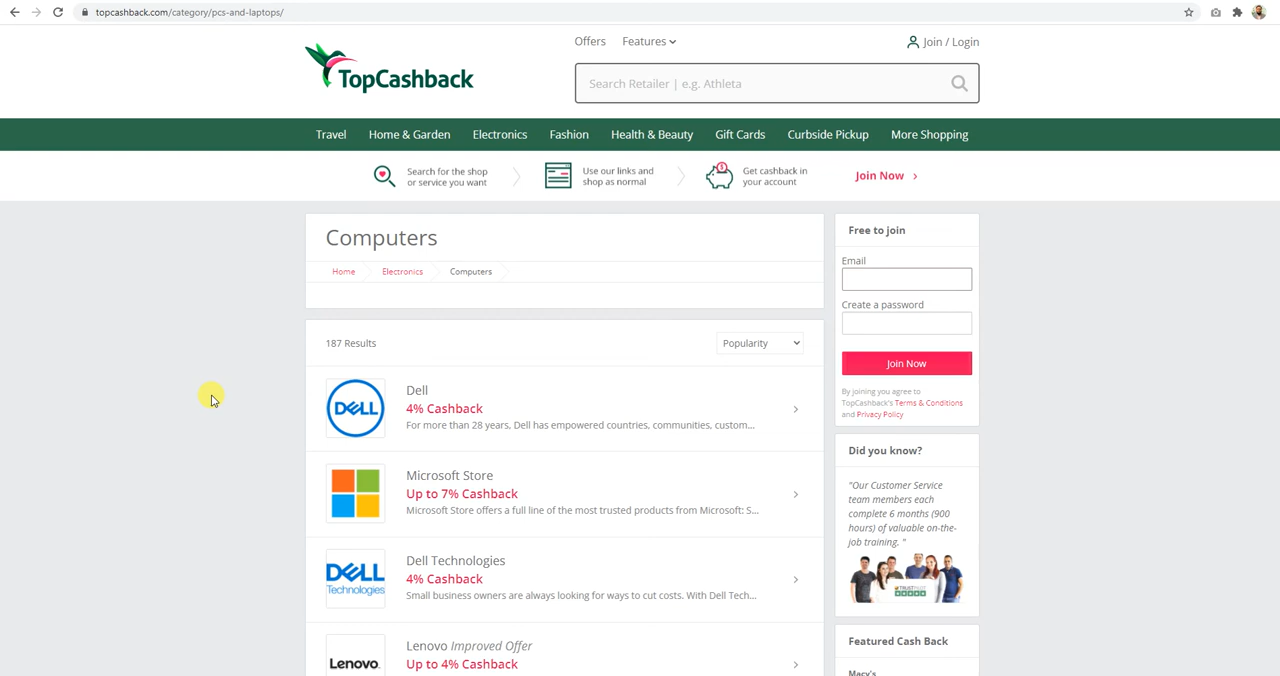 topcashback.com/category/pcs-and-laptops/
Offers
Features
Join / Login
TopCashback
Search Retailer | e.g. Athleta
Travel
Home & Garden
Electronics
Fashion
Health & Beauty
Gift Cards
Curbside Pickup
More Shopping
Search for the shop
or service you want
Use our links and
shop as normal
Get cashback in
your account
Join Now
Computers
Home
Electronics
Computers
187 Results
Popularity
DELL
Dell
4% Cashback
For more than 28 years, Dell has empowered countries, communities, custom...
Microsoft Store
Up to 7% Cashback
Microsoft Store offers a full line of the most trusted products from Microsoft: S...
DELL
Technologies
Dell Technologies
4% Cashback
Small business owners are always looking for ways to cut costs. With Dell Tech...
Lenovo
Lenovo Improved Offer
Up to 4% Cashback
Free to join
Email
Create a password
Join Now
By joining you agree to
TopCashback's Terms & Conditions
and Privacy Policy
Did you know?
"Our Customer Service
team members each
complete 6 months (900
hours) of valuable on-the-
job training. "
TRUSTPILOT
Featured Cash Back
Macy's